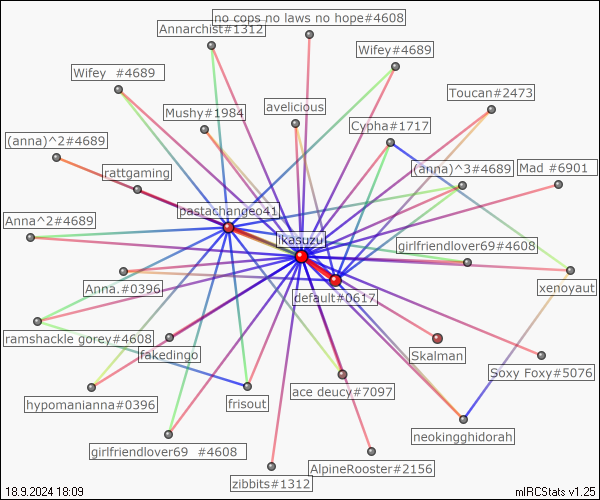 no cops no laws no hope#4608
Annarchist#1312
Wifey#4689
Wifey  #4689
Toucan#2473
Mushy#1984
avelicious
Cypha#1717
(anna)^2#4689
rattgaming
(anna)^3#4689
Mad #6901
pastachangeo41
Anna^2#4689
ikasuzu
girlfriendlover69#4608
Anna.#0396
default#0617
xenoyaut
ramshackle gorey#4608
fakedingo
Skalman
Soxy Foxy#5076
hypomanianna#0396
frisout
ace deucy#7097
neokingghidorah
girlfriendlover69  #4608
zibbits#1312
AlpineRooster#2156
18.9.2024 18:09
mIRCStats v1.25